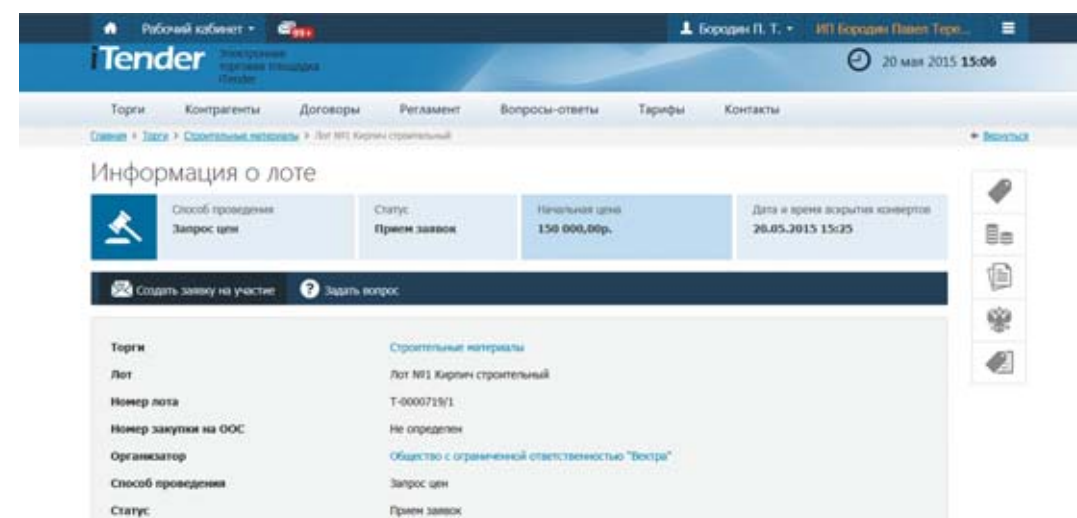 Рабочий кабинет
99+
Бородин П. Т.
ИП Бородин Павел Тере...
iTender
Электронная
торговая площадка
iTender
20 мая 2015 15:06
Торги Контрагенты Договоры Регламент Вопросы-ответы Тарифы Контакты
Главная > Торги > Строительные материалы > Лот №1 Кирпич строительный
Вернуться
Информация о лоте
Способ проведения
Запрос цен
Статус
Прием заявок
Начальная цена
150 000,00р.
Дата и время вскрытия конвертов
20.05.2015 15:25
Создать заявку на участие
? Задать вопрос
Торги Строительные материалы
Лот Лот №1 Кирпич строительный
Номер лота T-0000719/1
Номер закупки на ООС Не определен
Организатор Общество с ограниченной ответственностью "Вектра"
Способ проведения Запрос цен
Статус Прием заявок